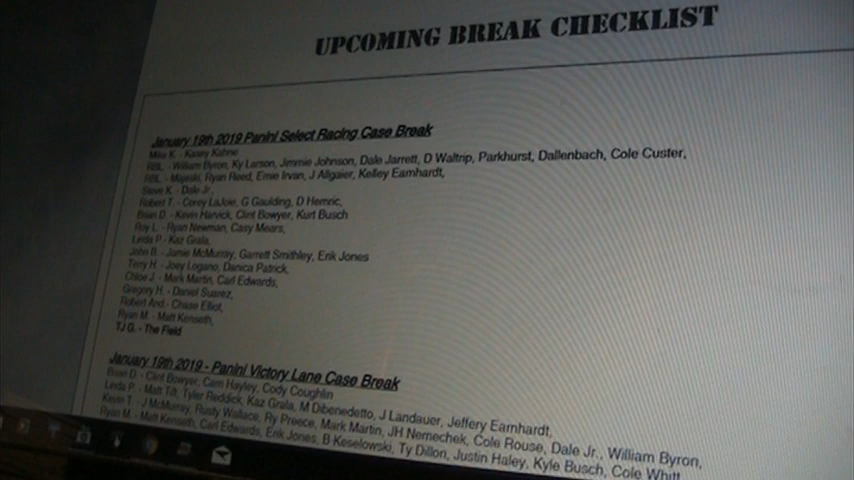 UPCOMING BREAK CHECKLIST
January 19th 2019 Panini Select Racing Case Break
Mike K. - Kasey Kahne
RBL - William Byron, Ky Larson, Jimmie Johnson, Dale Jarrett, D Waltrip, Parkhurst, Dallenbach, Cole Custer,
RBL - Majeski, Ryan Reed, Ernie Irvan, J Allgaier, Kelley Earnhardt,
Steve K. - Dale Jr.,
Robert T. - Corey LaJoie, G Gaulding, D Hemric,
Brian D. - Kevin Harvick, Clint Bowyer, Kurt Busch
Roy L. - Ryan Newman, Casy Mears,
Linda P.- Kaz Grala,
John B. - Jamie McMurray, Garrett Smithley, Erik Jones
Terry H. - Joey Logano, Danica Patrick,
Chloe J. - Mark Martin, Carl Edwards,
Gregory H. - Daniel Suarez,
Robert And.- Chase Elliot,
Ryan M. - Matt Kenseth,
TJ G. - The Field
January 19th 2019 - Panini Victory Lane Case Break
Brian D. - Clint Bowyer, Cam Hayley, Cody Coughlin
Linda P. - Matt Tift, Tyler Reddick, Kaz Grala, M Dibenedetto, J Landauer, Jeffery Earnhardt,
Kevin T. - J McMurray, Rusty Wallace, Ry Preece, Mark Martin, JH Nemechek, Cole Rouse, Dale Jr., William Byron,
Ryan M. - Matt Kenseth, Carl Edwards, Erik Jones, B Keselowski, Ty Dillon, Justin Haley, Kyle Busch, Cole Whitt